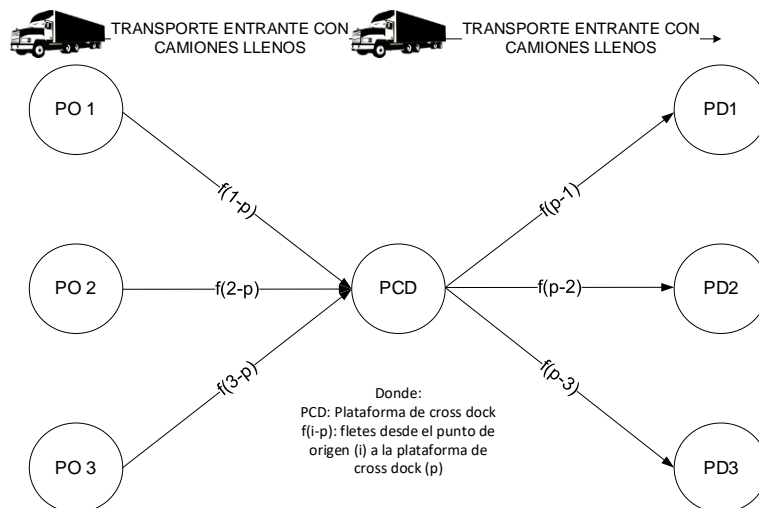 TRANSPORTE ENTRANTE CON
CAMIONES LLENOS
TRANSPORTE ENTRANTE CON
CAMIONES LLENOS
PO 1
PD1
f(1-p)
f(p-1)
PO 2
f(2-p)
PCD
f(p-2)
PD2
f(3-p)
f(p-3)
Donde:
PCD: Plataforma de cross dock
f(i-p): fletes desde el punto de
origen (i) a la plataforma de
cross dock (p)
PO 3
PD3